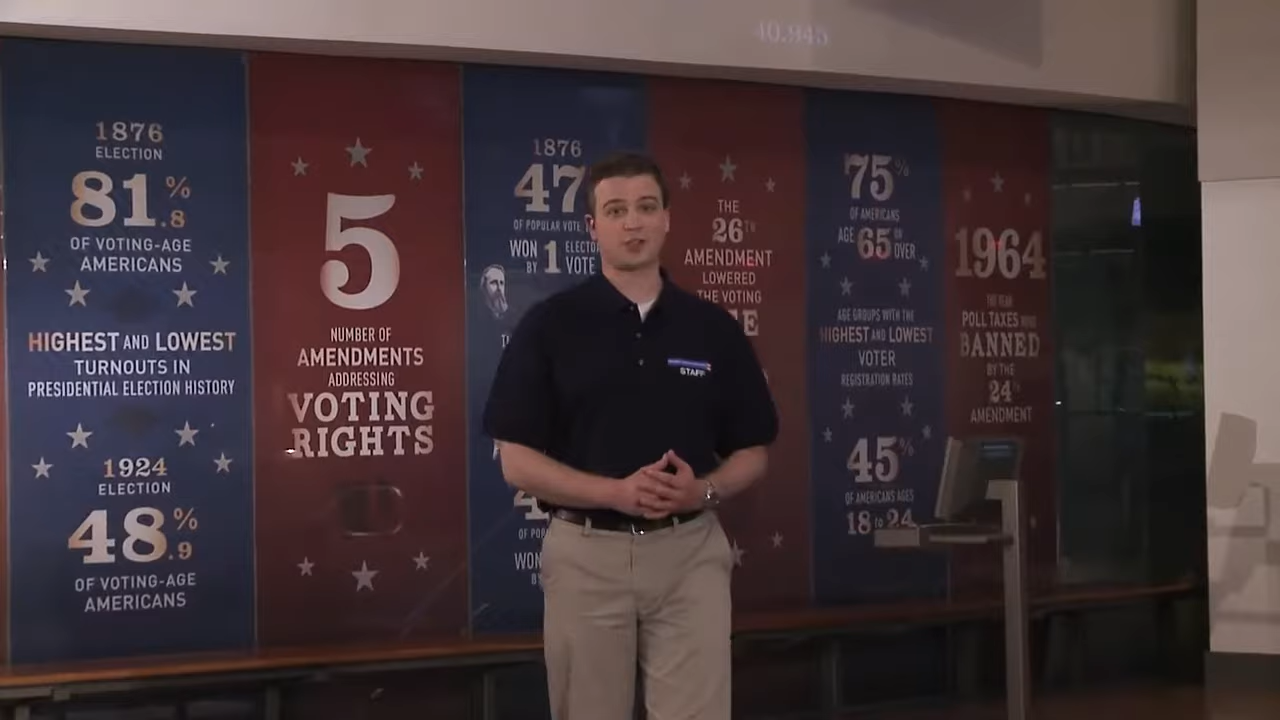 40.945
1876
ELECTION
81.8%
OF VOTING-AGE
AMERICANS
HIGHEST AND LOWEST
TURNOUTS IN
PRESIDENTIAL ELECTION HISTORY
1924
ELECTION
48.9%
OF VOTING-AGE
AMERICANS
5
NUMBER OF
AMENDMENTS
ADDRESSING
VOTING
RIGHTS
1876
47
OF POPULAR VOTE
WON 1
BY
VOTE
WON
THE
26TH
AMENDMENT
LOWERED
THE VOTING
75%
OF AMERICANS
AGE 65 OR OVER
AGE GROUPS WITH THE
HIGHEST AND LOWEST
VOTER
REGISTRATION RATES
45%
OF AMERICANS AGES
18 to 24
1964
THE YEAR
POLL TAXES
BANNED
BY THE
24TH
AMENDMENT
STAFF